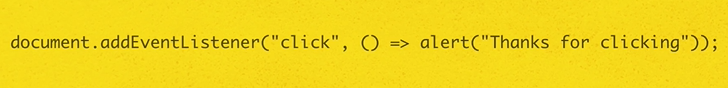 document.addEventListener("click", () => alert("Thanks for clicking"));